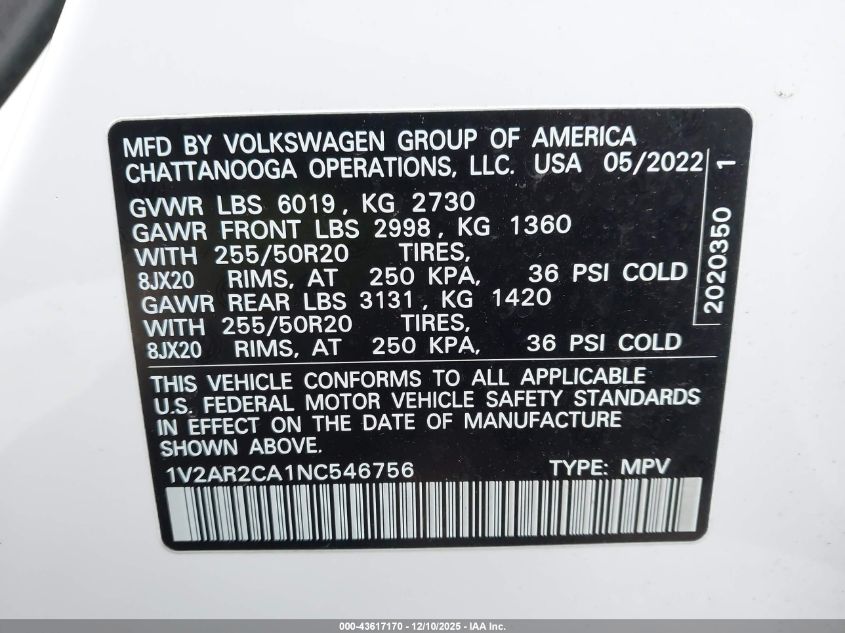 MFD BY VOLKSWAGEN GROUP OF AMERICA
CHATTANOOGA OPERATIONS, LLC. USA 05/2022
GVWR LBS 6019, KG 2730
GAWR FRONT LBS 2998, KG 1360
WITH 255/50R20 TIRES,
8JX20 RIMS, AT 250 KPA, 36 PSI COLD
GAWR REAR LBS 3131, KG 1420
WITH 255/50R20 TIRES,
8JX20 RIMS, AT 250 KPA, 36 PSI COLD
2020350 1
THIS VEHICLE CONFORMS TO ALL APPLICABLE
U.S. FEDERAL MOTOR VEHICLE SAFETY STANDARDS
IN EFFECT ON THE DATE OF MANUFACTURE
SHOWN ABOVE.
1V2AR2CA1NC546756 TYPE: MPV
000-43617170 - 12/10/2025 - IAA Inc.